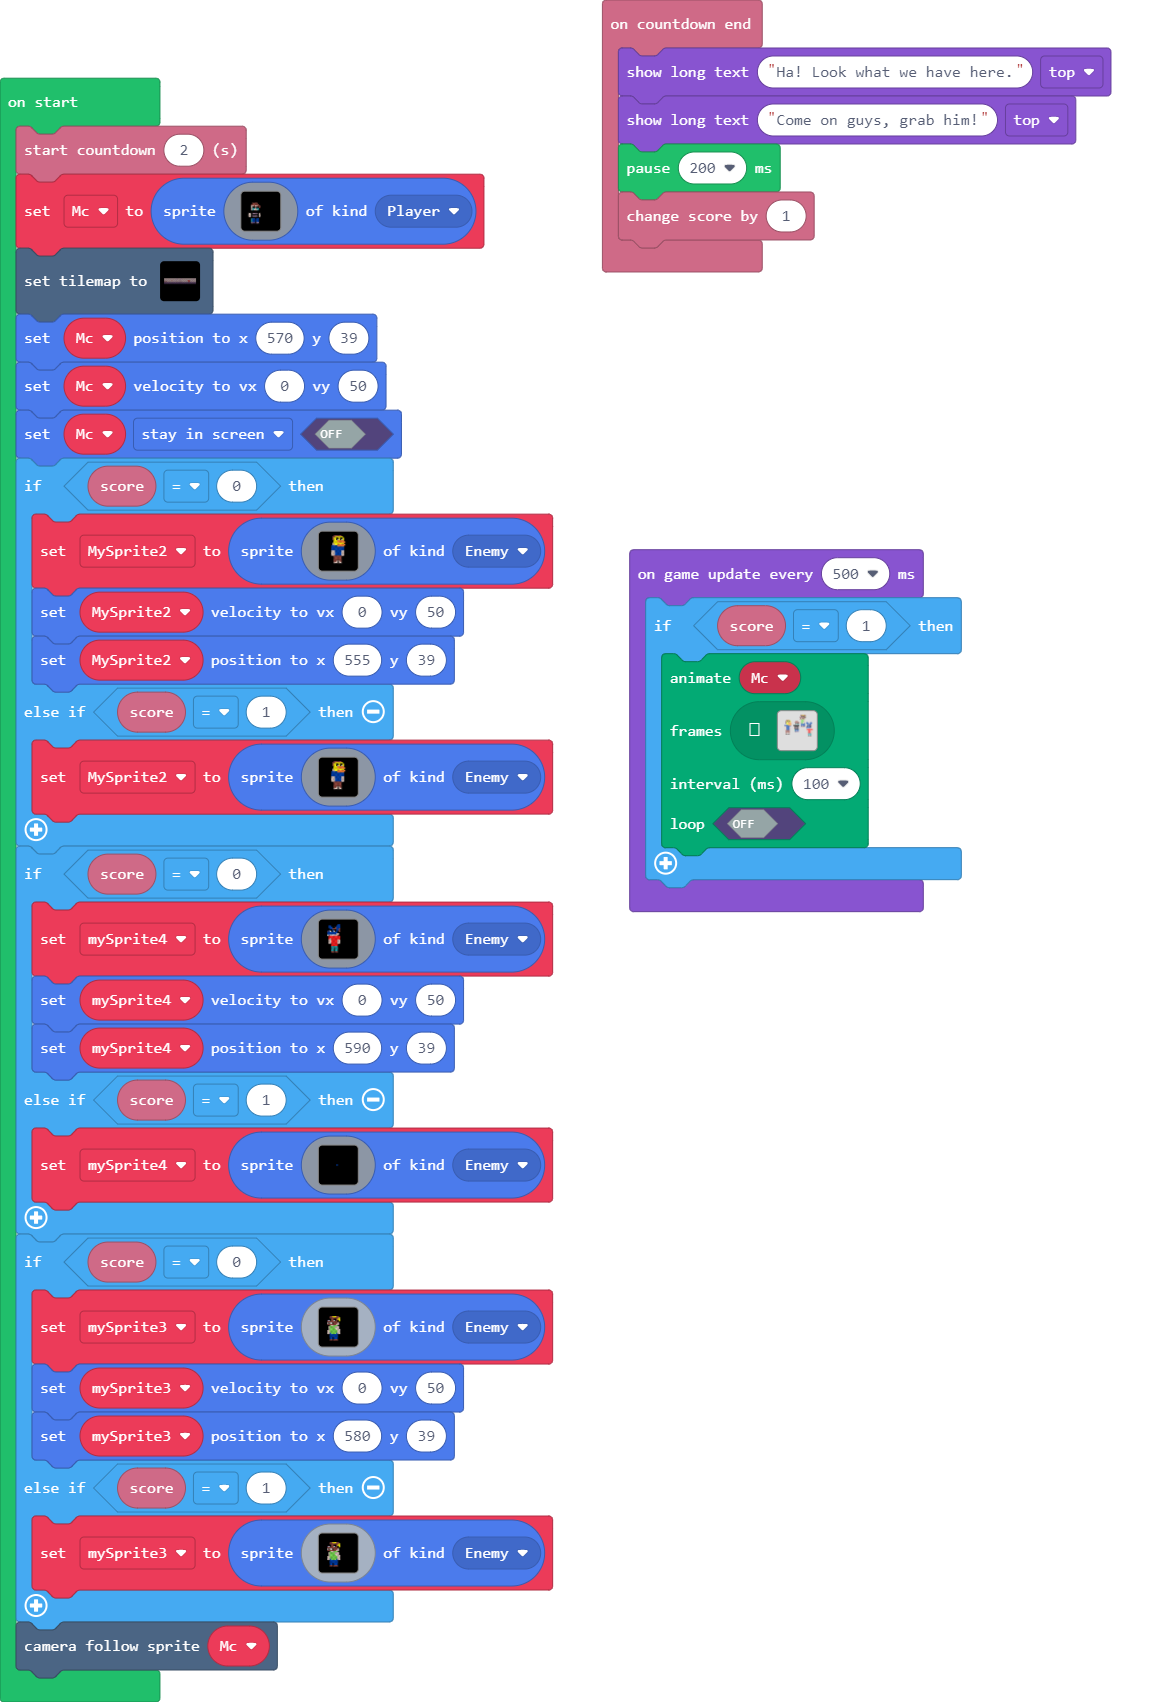 on start
start countdown 2 (s)
set Mc to sprite of kind Player
set tilemap to
set Mc position to x 570 y 39
set Mc velocity to vx 0 vy 50
set Mc stay in screen OFF
if score = 0 then
set MySprite2 to sprite of kind Enemy
set MySprite2 velocity to vx 0 vy 50
set MySprite2 position to x 555 y 39
else if score = 1 then
set MySprite2 to sprite of kind Enemy
if score = 0 then
set mySprite4 to sprite of kind Enemy
set mySprite4 velocity to vx 0 vy 50
set mySprite4 position to x 590 y 39
else if score = 1 then
set mySprite4 to sprite of kind Enemy
if score = 0 then
set mySprite3 to sprite of kind Enemy
set mySprite3 velocity to vx 0 vy 50
set mySprite3 position to x 580 y 39
else if score = 1 then
set mySprite3 to sprite of kind Enemy
camera follow sprite Mc
on countdown end
show long text "Ha! Look what we have here." top
show long text "Come on guys, grab him!" top
pause 200 ms
change score by 1
on game update every 500 ms
if score = 1 then
animate Mc
frames
interval (ms) 100
loop OFF